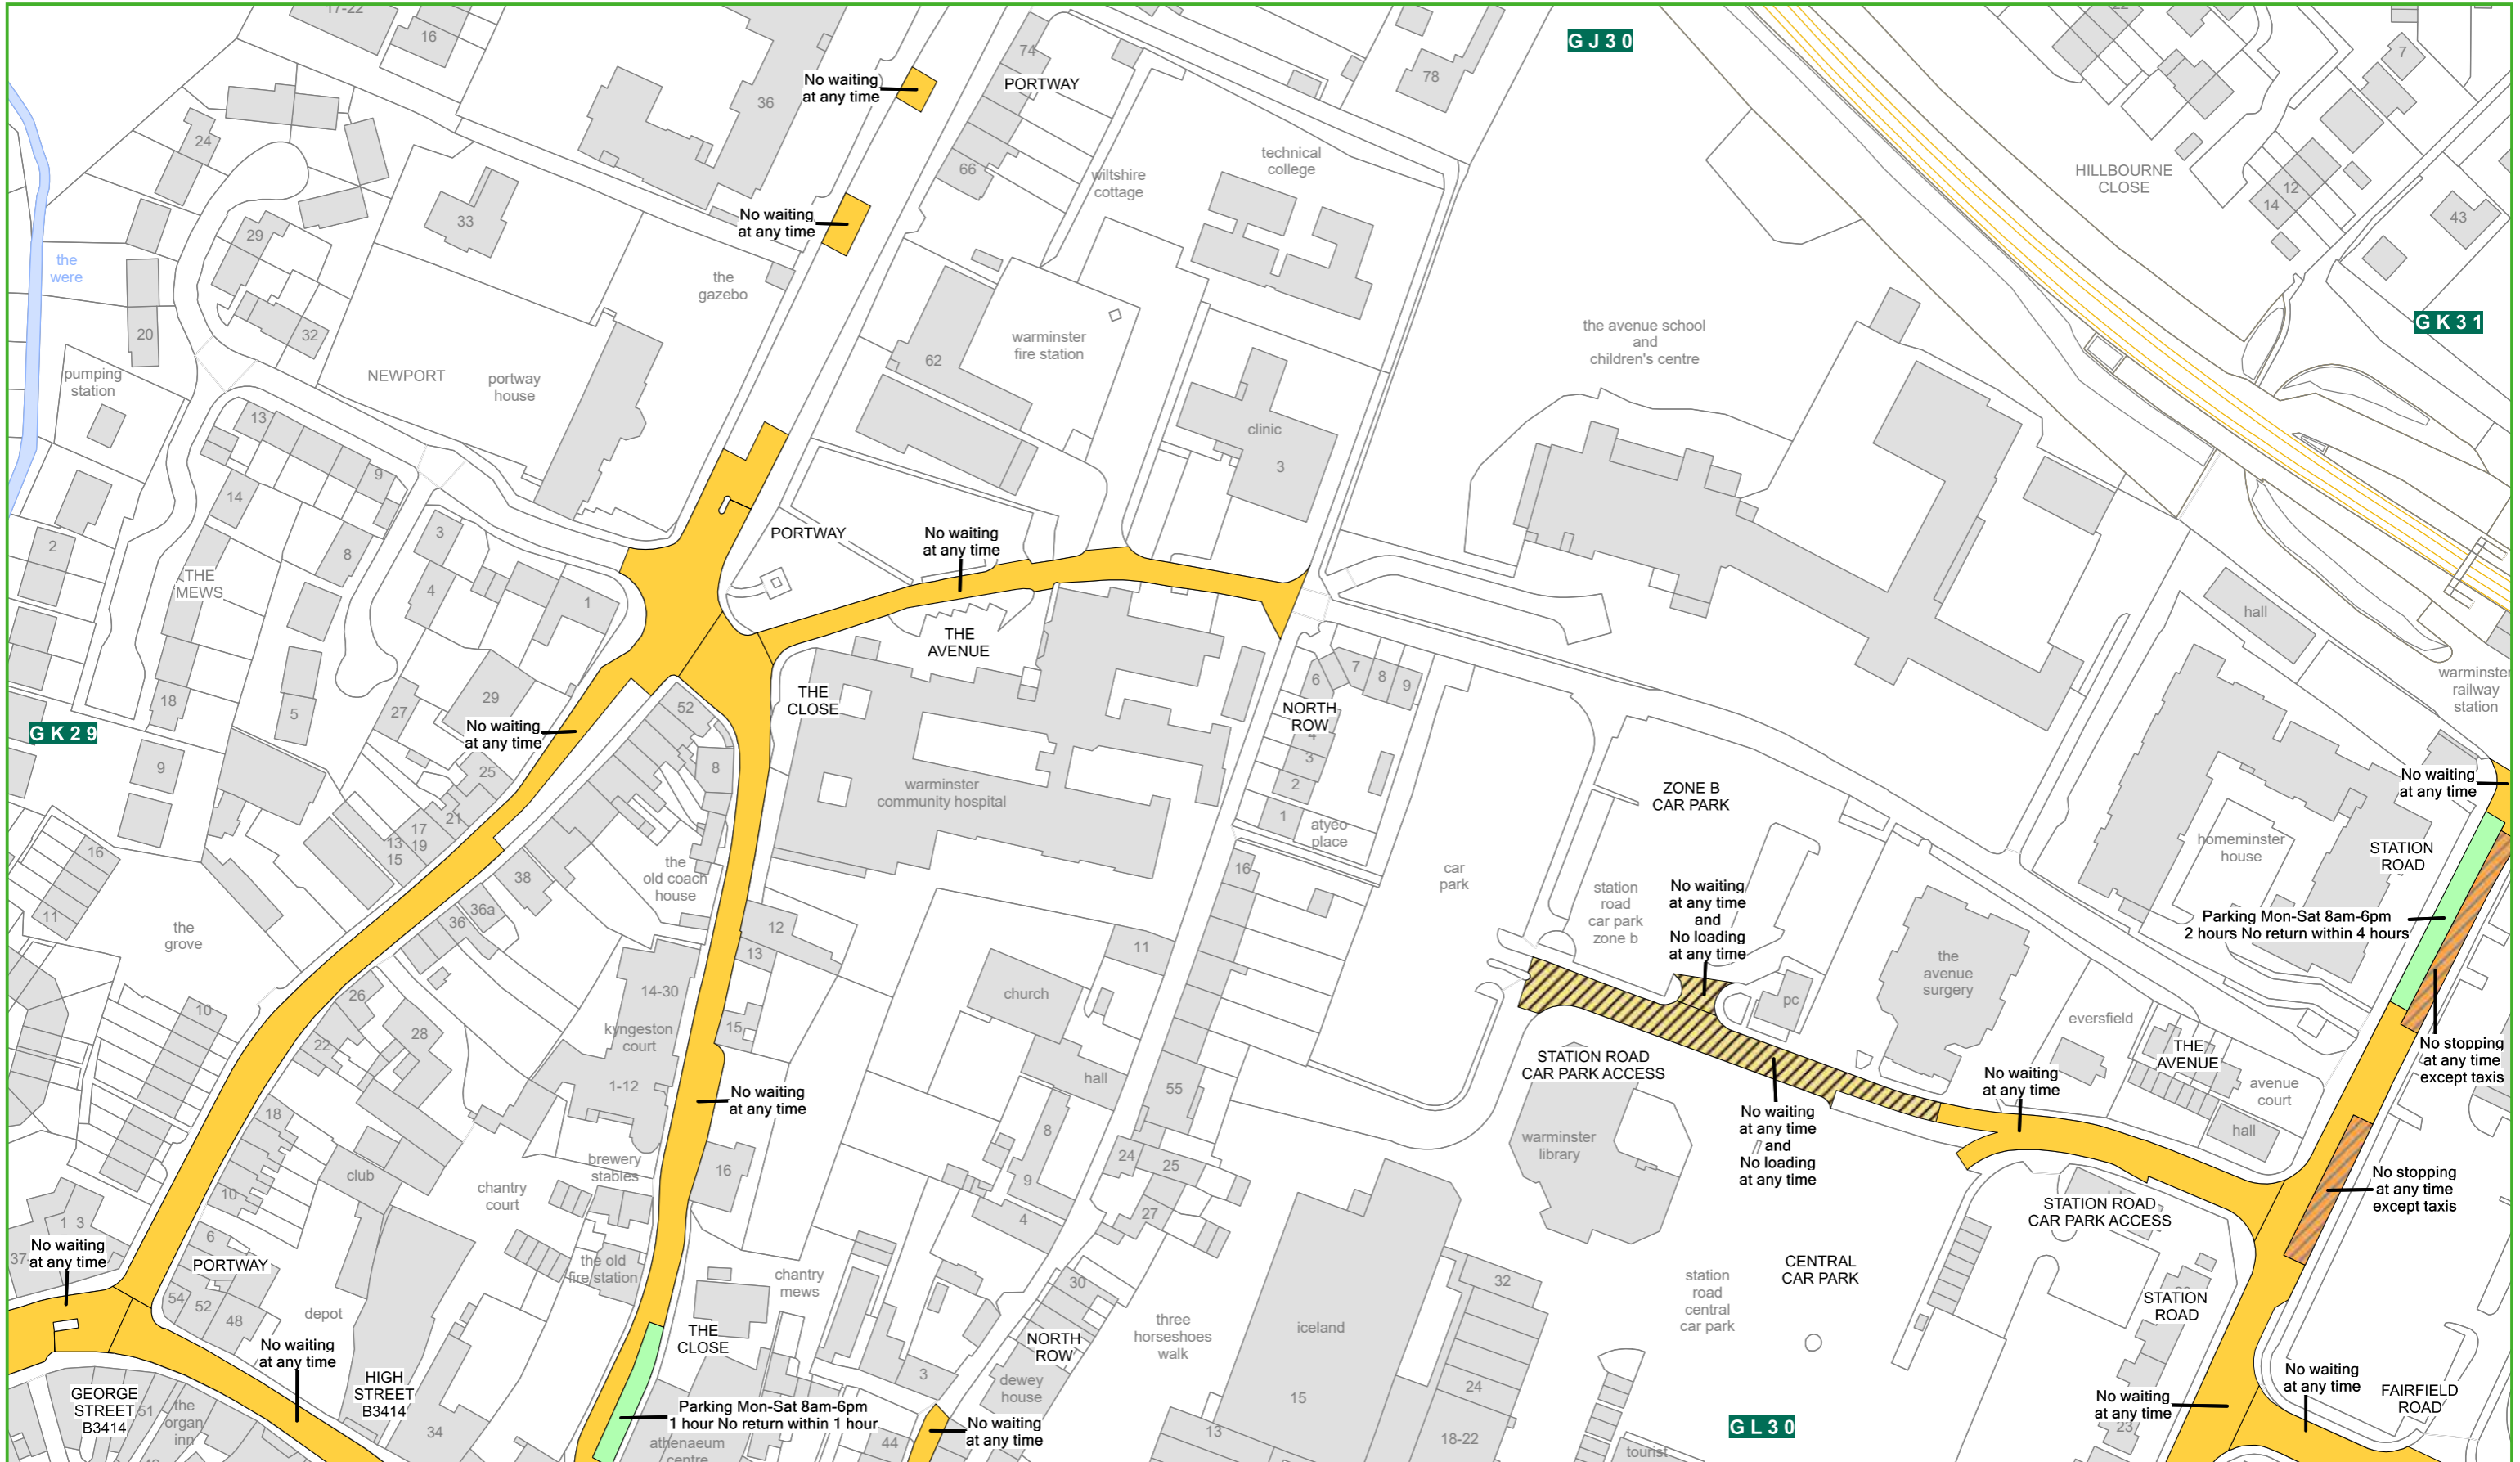 17-22
16
36
74
PORTWAY
GJ30
78
22
7
No waiting
at any time
24
66
wiltshire
cottage
technical
college
HILLBOURNE
CLOSE
12
14
43
33
29
No waiting
at any time
the
were
the
gazebo
20
32
62
warminster
fire station
the avenue school
and
children's centre
GK31
pumping
station
NEWPORT
portway
house
13
9
14
clinic
3
2
8
3
PORTWAY
No waiting
at any time
THE
MEWS
4
1
THE
AVENUE
hall
18
5
27
29
52
THE
CLOSE
6
7
8
9
NORTH
ROW
4
3
2
1
warminster
railway
station
GK29
No waiting
at any time
9
25
8
warminster
community hospital
ZONE B
CAR PARK
No waiting
at any time
21
17
19
13
15
atyeo
place
homeminster
house
STATION
ROAD
16
11
the
old coach
house
38
36a
36
16
car
park
station
road
car park
zone b
No waiting
at any time
and
No loading
at any time
Parking Mon-Sat 8am-6pm
2 hours No return within 4 hours
the
grove
12
13
11
the
avenue
surgery
10
26
14-30
church
pc
28
22
kyngeston
court
15
eversfield
1-12
hall
STATION ROAD
CAR PARK ACCESS
THE
AVENUE
No stopping
at any time
except taxis
No waiting
at any time
55
No waiting
at any time
avenue
court
18
8
No waiting
at any time
and
No loading
at any time
warminster
library
hall
club
brewery
stables
16
24
25
9
chantry
court
10
27
4
No stopping
at any time
except taxis
STATION ROAD
CAR PARK ACCESS
1 3
37
No waiting
at any time
6
PORTWAY
the old
fire station
chantry
mews
30
32
CENTRAL
CAR PARK
54
52
48
depot
station
road
central
car park
STATION
ROAD
No waiting
at any time
THE
CLOSE
NORTH
ROW
three
horseshoes
walk
iceland
3
dewey
house
24
GEORGE
STREET
B3414
51
the
organ
inn
HIGH
STREET
B3414
15
No waiting
at any time
FAIRFIELD
ROAD
34
Parking Mon-Sat 8am-6pm
1 hour No return within 1 hour
athenaeum
centre
44
No waiting
at any time
13
18-22
tourist
GL30
No waiting
at any time
23